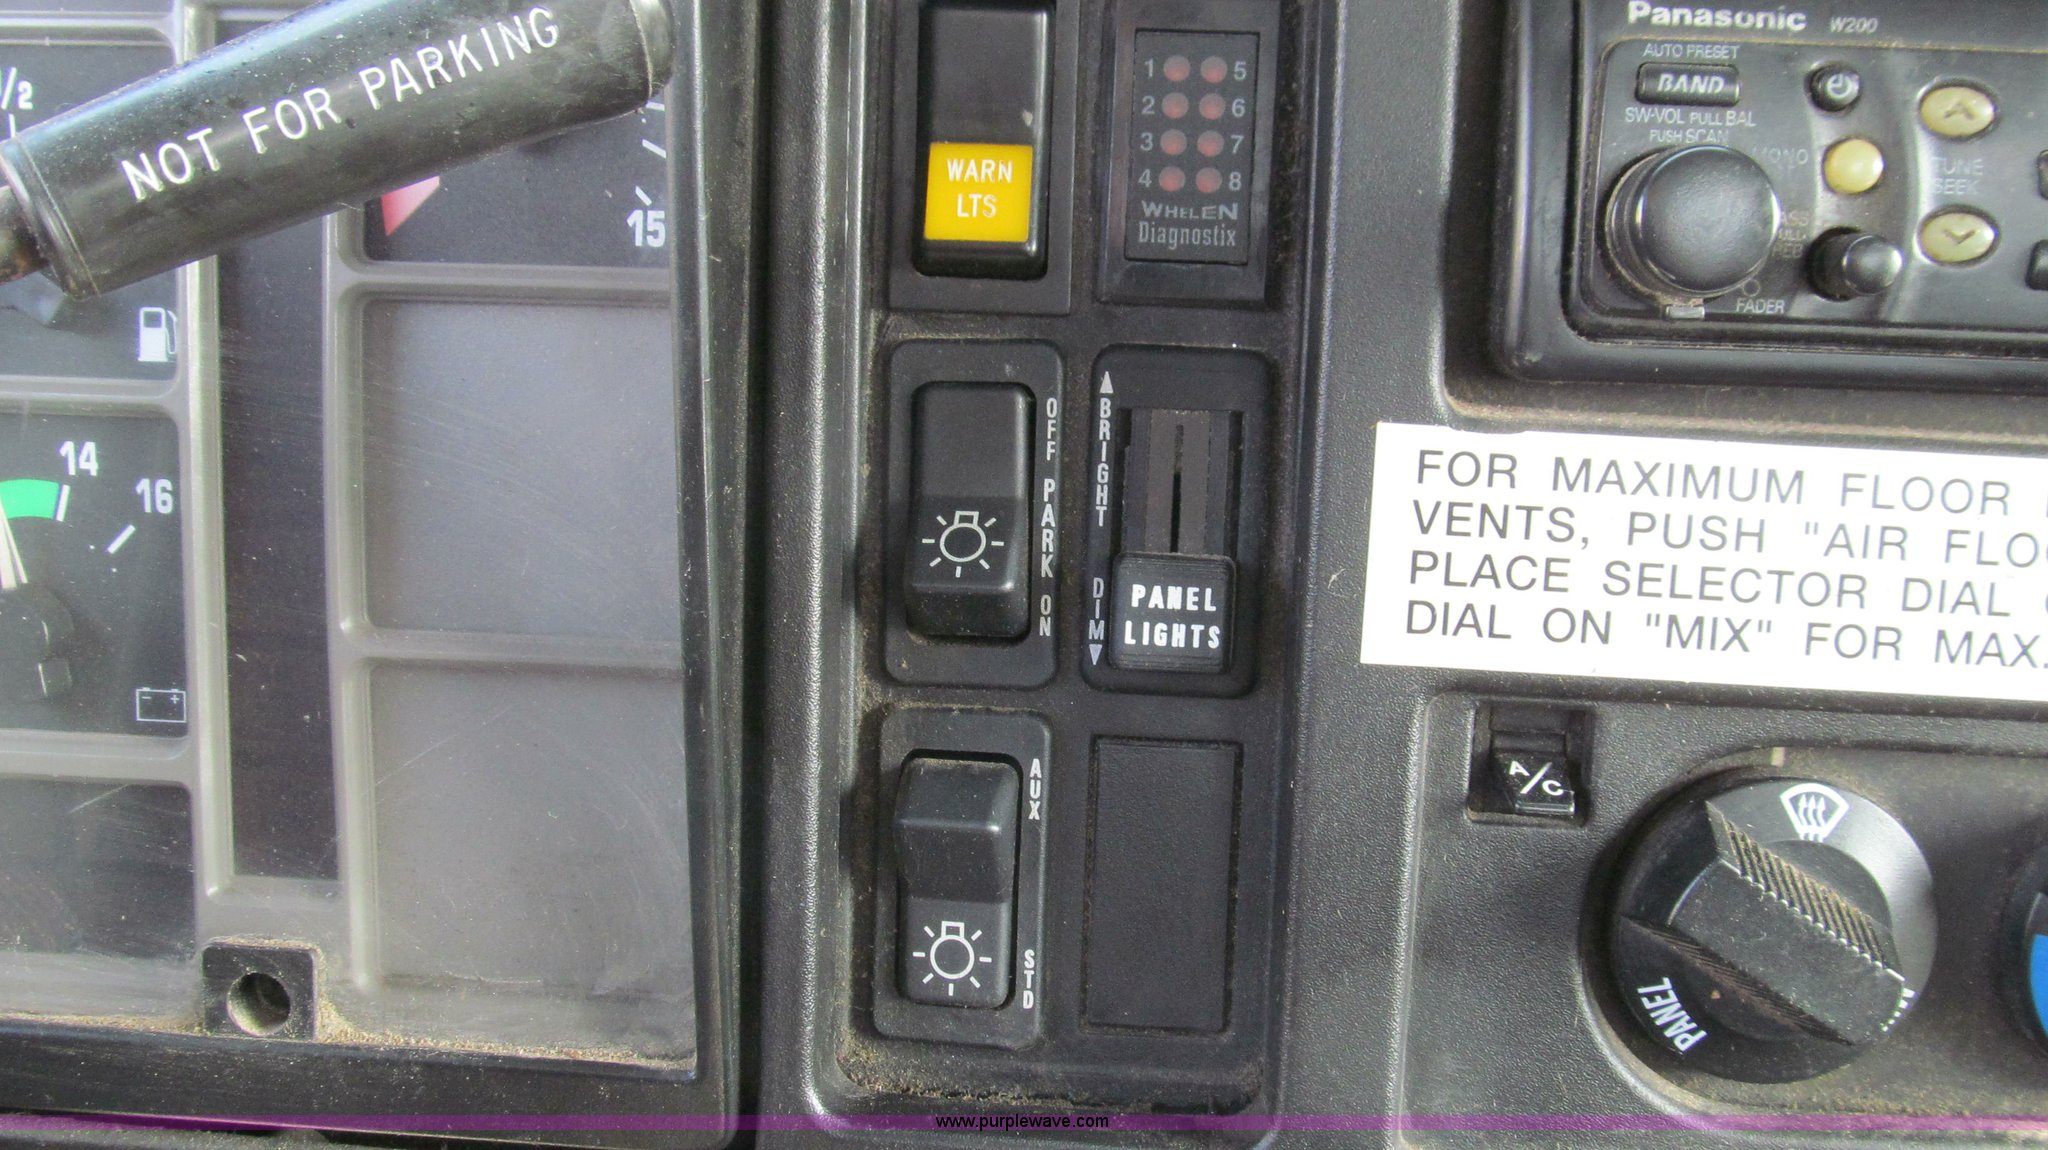 1/2
NOT FOR PARKING
15
14
16
WARN
LTS
1 5
2 6
3 7
4 8
WHELEN
Diagnostix
OFF PARK ON
BRIGHT
DIM
PANEL
LIGHTS
AUX
STD
Panasonic W200
AUTO PRESET
BAND
SW-VOL PULL BAL
PUSH SCAN
MONO
TUNE
SEEK
FADER
FOR MAXIMUM FLOOR
VENTS, PUSH "AIR
PLACE SELECTOR DIAL
DIAL ON "MIX" FOR MAX.
A/C
PANEL
www.purplewave.com